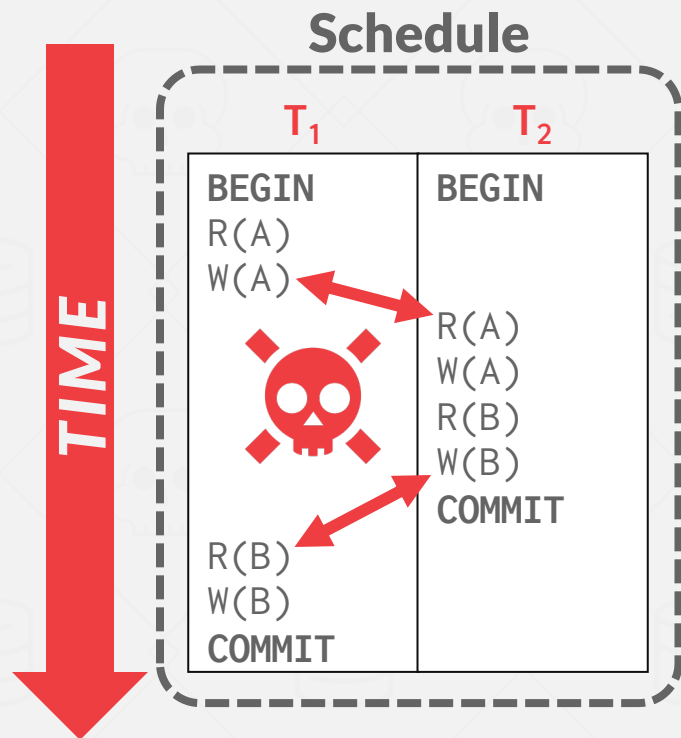 Schedule
TIME
T₁ T₂
BEGIN BEGIN
R(A)
W(A)
R(A)
W(A)
R(B)
W(B)
COMMIT
R(B)
W(B)
COMMIT